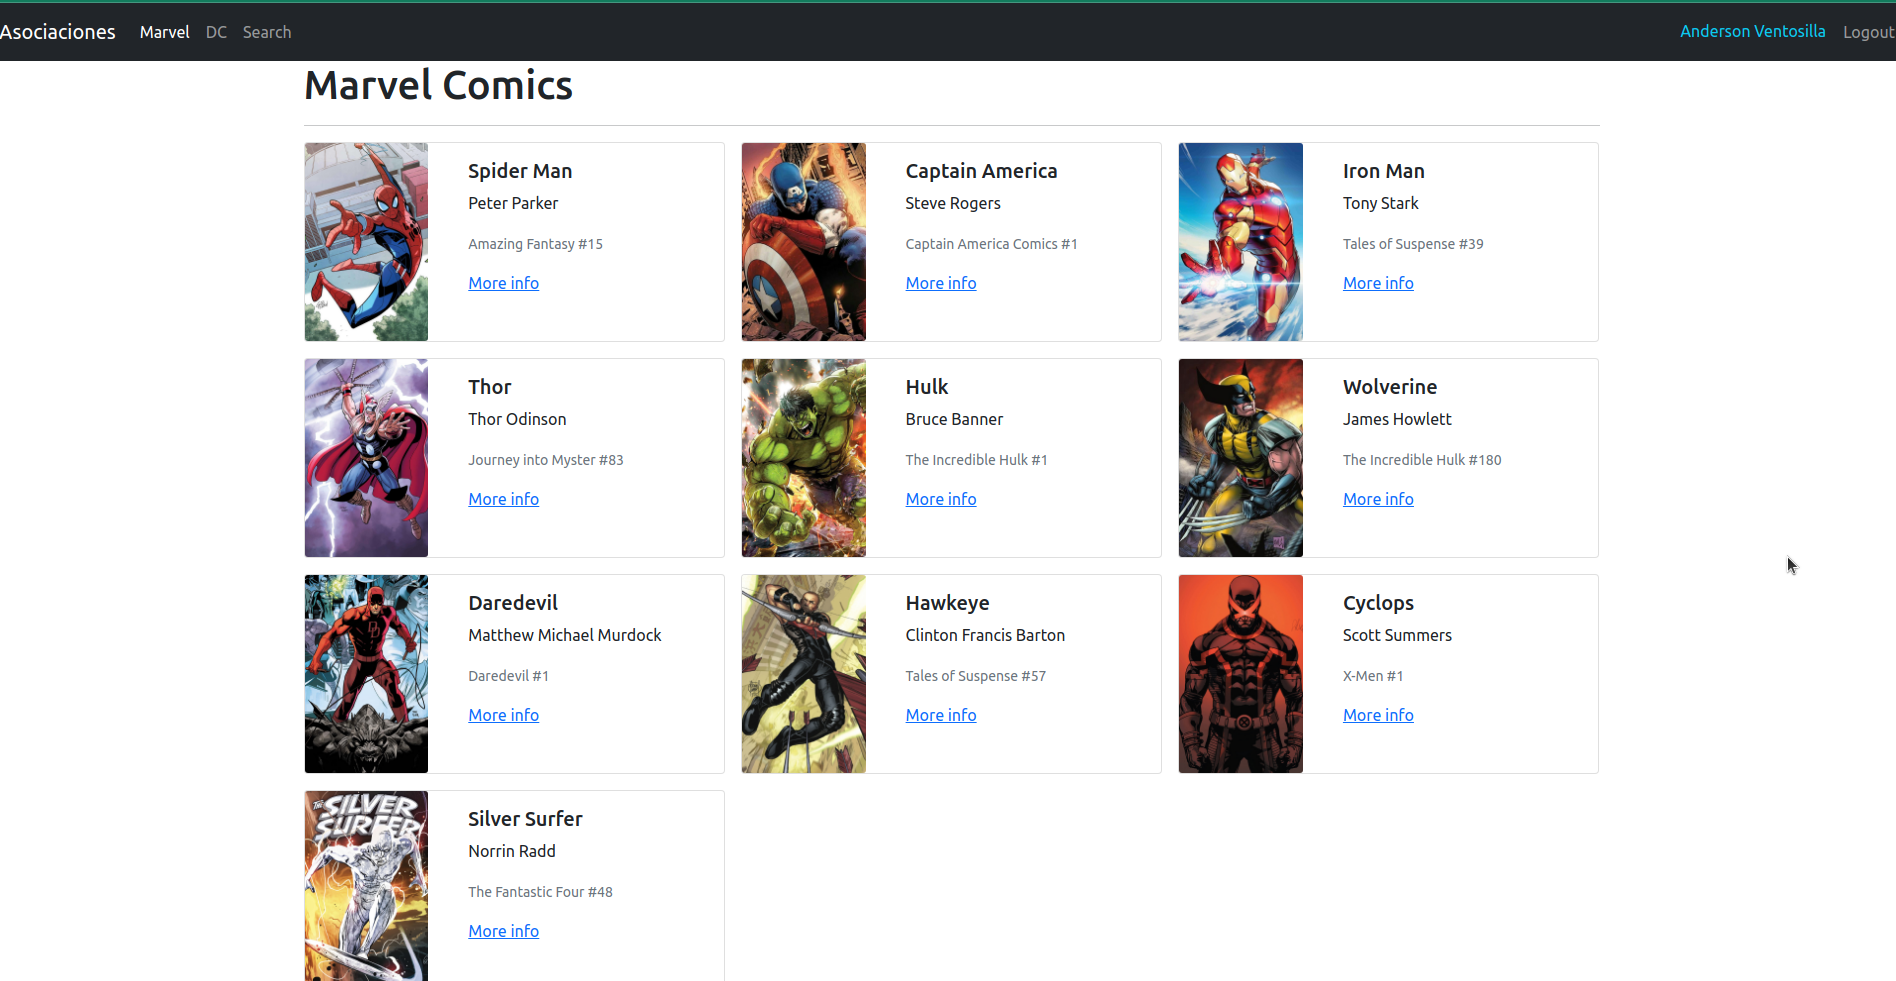 Asociaciones Marvel DC Search Anderson Ventosilla Logout
Marvel Comics
Spider Man
Peter Parker
Amazing Fantasy #15
More info
Captain America
Steve Rogers
Captain America Comics #1
More info
Iron Man
Tony Stark
Tales of Suspense #39
More info
Thor
Thor Odinson
Journey into Myster #83
More info
Hulk
Bruce Banner
The Incredible Hulk #1
More info
Wolverine
James Howlett
The Incredible Hulk #180
More info
Daredevil
Matthew Michael Murdock
Daredevil #1
More info
Hawkeye
Clinton Francis Barton
Tales of Suspense #57
More info
Cyclops
Scott Summers
X-Men #1
More info
THE SILVER
SURFER
Silver Surfer
Norrin Radd
The Fantastic Four #48
More info